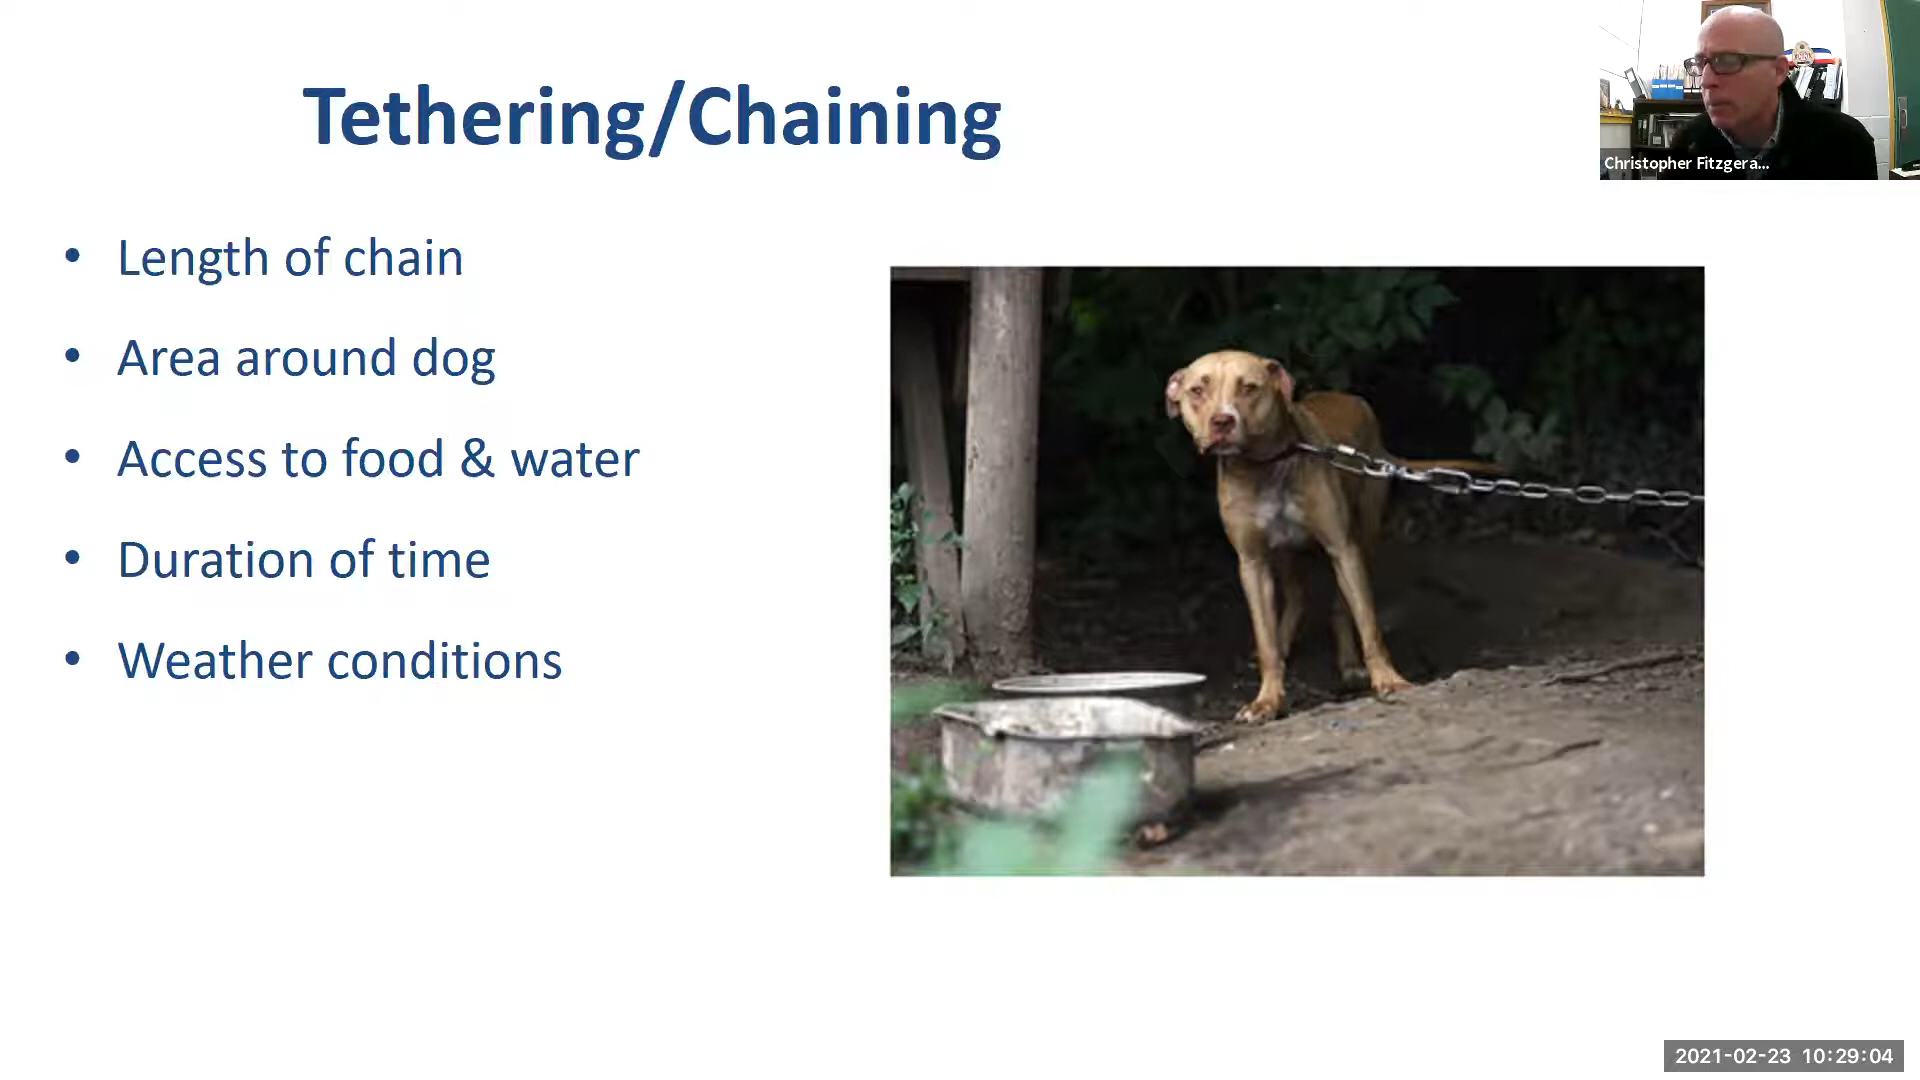 Tethering/Chaining
Christopher Fitzgera...
• Length of chain
• Area around dog
• Access to food & water
• Duration of time
• Weather conditions
2021-02-23 10:29:04